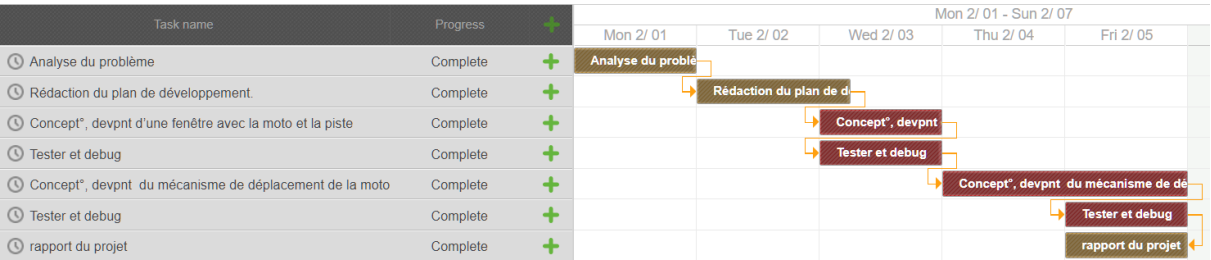 Task name Progress Mon 2/ 01 - Sun 2/ 07
Mon 2/ 01 Tue 2/ 02 Wed 2/ 03 Thu 2/ 04 Fri 2/ 05
Analyse du problème Complete Analyse du problè
Rédaction du plan de développement. Complete Rédaction du plan de d
Concept°, devpnt d'une fenêtre avec la moto et la piste Complete Concept°, devpnt
Tester et debug Complete Tester et debug
Concept°, devpnt du mécanisme de déplacement de la moto Complete Concept°, devpnt du mécanisme de dé
Tester et debug Complete Tester et debug
rapport du projet Complete rapport du projet